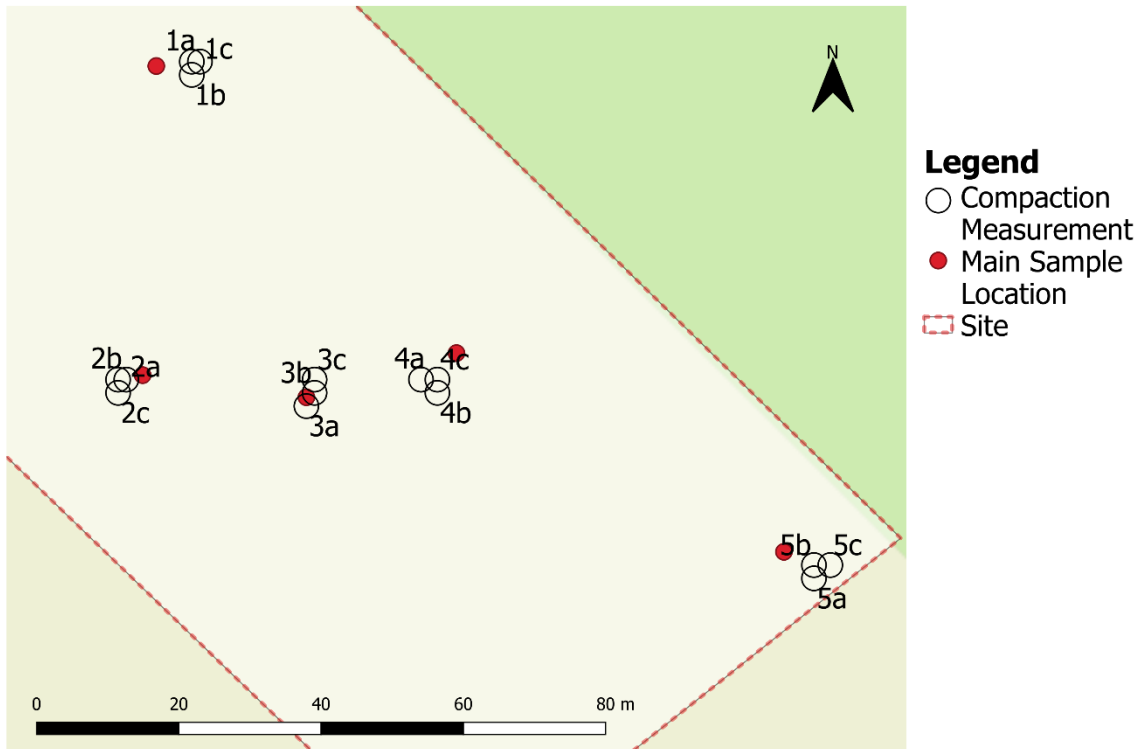 1a
1c
1b
N
Legend
Compaction
Measurement
Main Sample
Location
Site
2b
2a
2c
3c
3b
3a
4a
4c
4b
5b
5c
5a
0
20
40
60
80 m